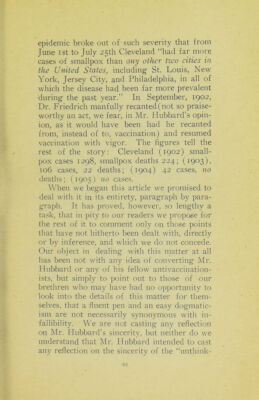 epidemic broke out of such severity that from
June 1st to July 25th Cleveland "had far more
cases of smallpox than any other two cities in
the United States, including St. Louis, New
York, Jersey City, and Philadelphia, in all of
which the disease had been far more prevalent
during the past year." In September, 1902,
Dr. Friedrich manfully recanted (not so praise-
worthy an act, we fear, in Mr. Hubbard's opin-
ion, as it would have been had he recanted
from, instead of to, vaccination) and resumed
vaccination with vigor. The figures tell the
rest of the story: Cleveland (1902) small-
pox cases 1298, smallpox deaths 224; (1903),
106 cases, 22 deaths; (1904) 42 cases, no
deaths; (1905) no cases.
When we began this article we promised to
deal with it in its entirety, paragraph by para-
graph. It has proved, however, so lengthy a
task, that in pity to our readers we propose for
the rest of it to comment only on those points
that have not hitherto been dealt with, directly
or by inference, and which we do not concede.
Our object in dealing with this matter at all
has been not with any idea of converting Mr.
Hubbard or any of his fellow antivaccination-
ists, but simply to point out to those of our
brethren who may have had no opportunity to
look into the details of this matter for them-
selves, that a fluent pen and an easy dogmatic-
ism are not necessarily synonymous with in-
fallibility. We are not casting any reflection
on Mr. Hubbard's sincerity, but neither do we
understand that Mr. Hubbard intended to cast
any reflection on the sincerity of the "unthink-